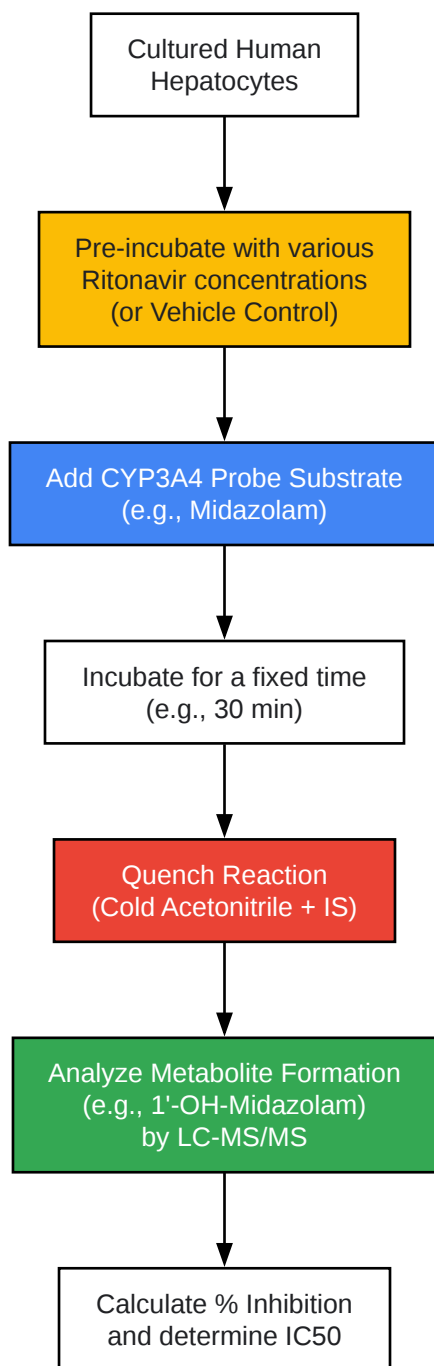 Cultured Human
Hepatocytes
Pre-incubate with various
Ritonavir concentrations
(or Vehicle Control)
Add CYP3A4 Probe Substrate
(e.g., Midazolam)
Incubate for a fixed time
(e.g., 30 min)
Quench Reaction
(Cold Acetonitrile + IS)
Analyze Metabolite Formation
(e.g., 1'-OH-Midazolam)
by LC-MS/MS
Calculate % Inhibition
and determine IC50